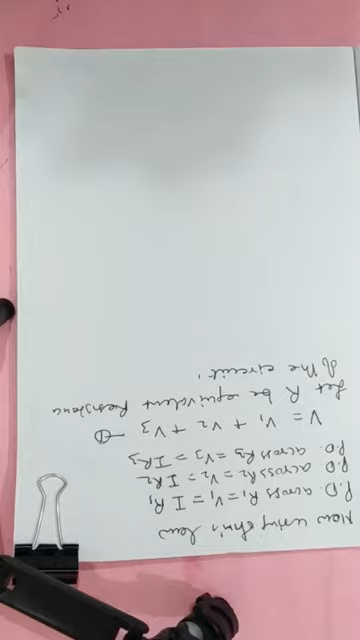 Now using ohm's law
P.D. across R1 = V1 = I R1
P.D across R2 = V2 = I R2
P.D. across R3 = V3 = I R3
V = V1 + V2 + V3 — ①
Let R be equivalent Resistance
of the circuit.